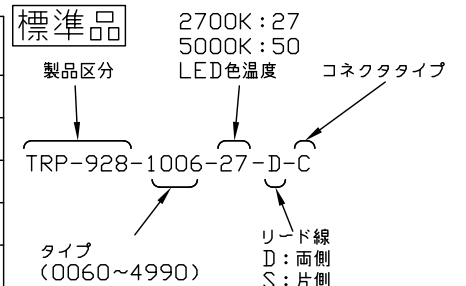 標準品
2700K:27
5000K:50
LED色温度
製品区分
コネクタタイプ
TRP-928-1006-27-D-C
タイプ
(0060~4990)
リード線
D:両側
S:片側